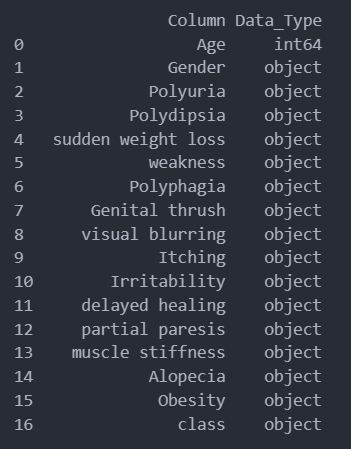 Column Data_Type
0 Age int64
1 Gender object
2 Polyuria object
3 Polydipsia object
4 sudden weight loss object
5 weakness object
6 Polyphagia object
7 Genital thrush object
8 visual blurring object
9 Itching object
10 Irritability object
11 delayed healing object
12 partial paresis object
13 muscle stiffness object
14 Alopecia object
15 Obesity object
16 class object